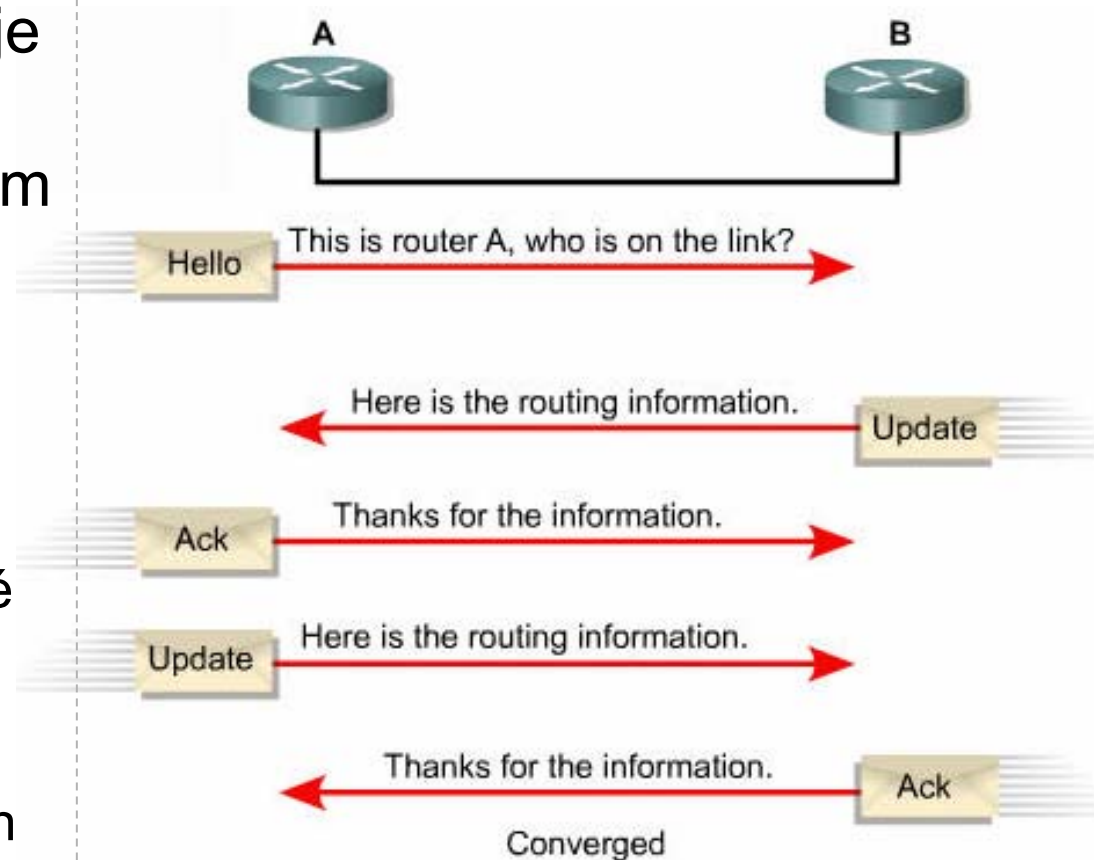 je
m
é
n
A B
This is router A, who is on the link?
Hello
Here is the routing information.
Update
Thanks for the information.
Ack
Here is the routing information.
Update
Thanks for the information.
Ack
Converged